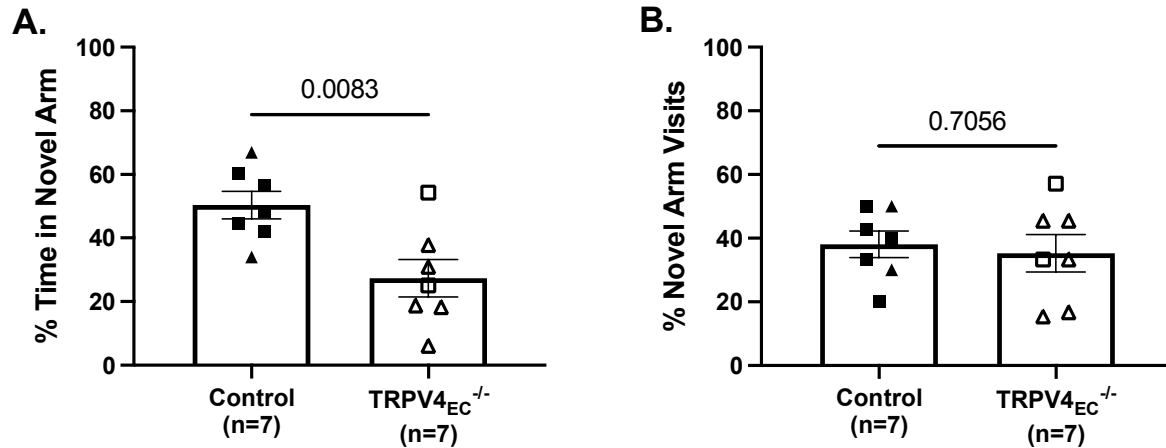 A.
% Time in Novel Arm
100
80
60
40
20
0
0.0083
Control
(n=7)
TRPV4EC-/-
(n=7)
B.
% Novel Arm Visits
100
80
60
40
20
0
0.7056
Control
(n=7)
TRPV4EC-/-
(n=7)